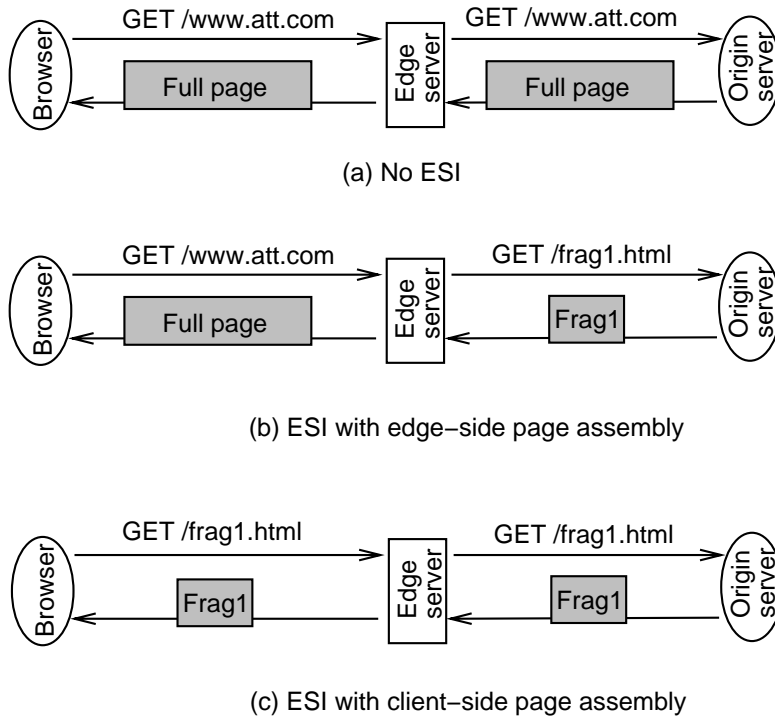 GET /www.att.com
GET /www.att.com
Browser
Full page
Edge
server
Full page
Origin
server
(a) No ESI
GET /www.att.com
GET /frag1.html
Browser
Full page
Edge
server
Frag1
Origin
server
(b) ESI with edge−side page assembly
GET /frag1.html
GET /frag1.html
Browser
Frag1
Edge
server
Frag1
Origin
server
(c) ESI with client−side page assembly